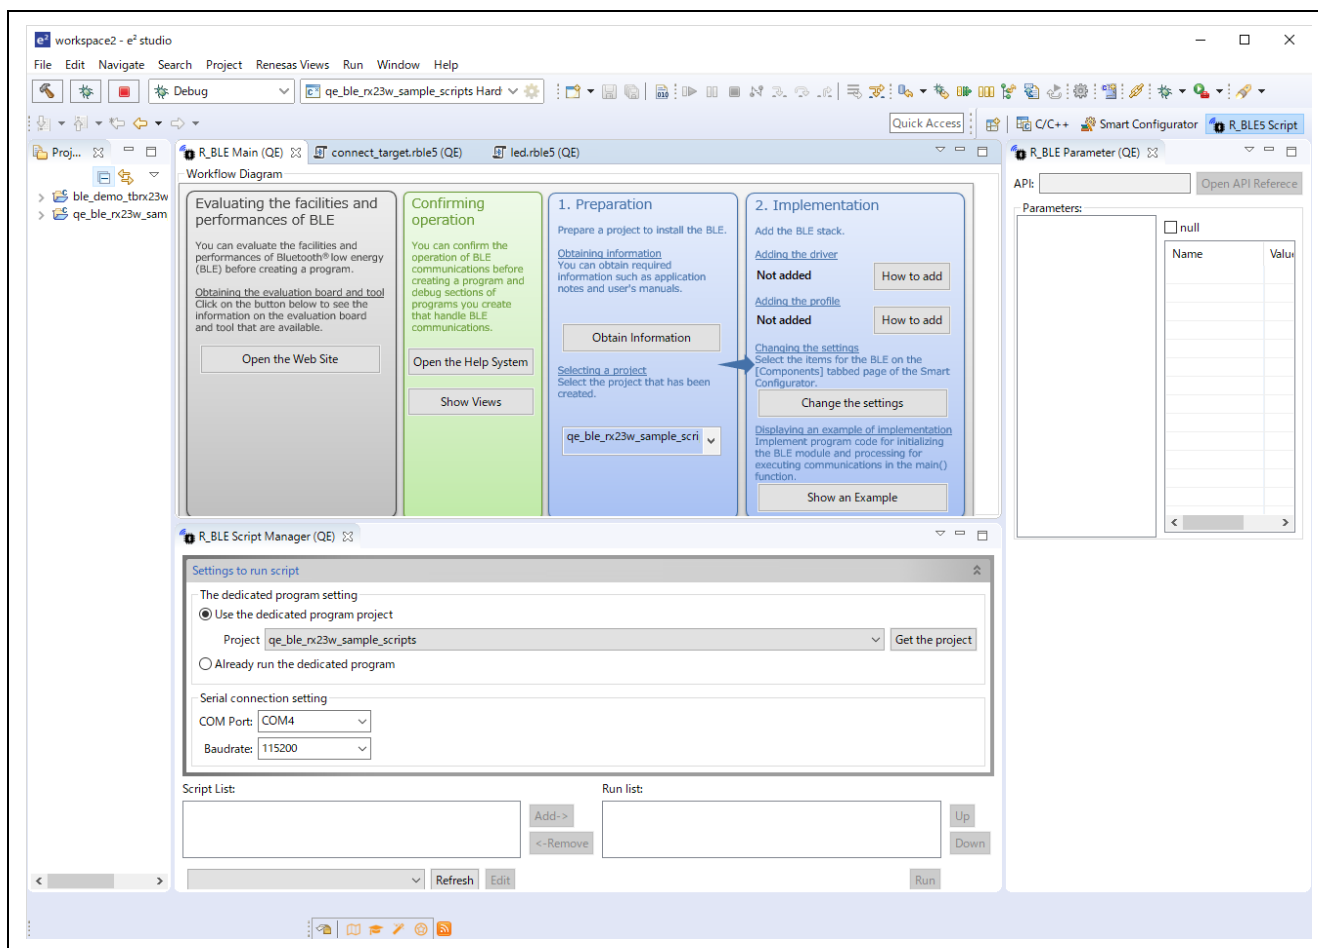 workspace2 - e² studio
File Edit Navigate Search Project Renesas Views Run Window Help
Debug
qe_ble_rx23w_sample_scripts Hard
Quick Access
C/C++
Smart Configurator
R_BLE5 Script
Proj...
ble_demo_tbrx23w
qe_ble_rx23w_sam
R_BLE Main (QE)
connect_target.rble5 (QE)
led.rble5 (QE)
Workflow Diagram
Evaluating the facilities and
performances of BLE
You can evaluate the facilities and
performances of Bluetooth® low energy
(BLE) before creating a program.
Obtaining the evaluation board and tool
Click on the button below to see the
information on the evaluation board
and tool that are available.
Open the Web Site
Confirming
operation
You can confirm the
operation of BLE
communications before
creating a program and
debug sections of
programs you create
that handle BLE
communications.
Open the Help System
Show Views
1. Preparation
Prepare a project to install the BLE.
Obtaining information
You can obtain required
information such as application
notes and user's manuals.
Obtain Information
Selecting a project
Select the project that has been
created.
qe_ble_rx23w_sample_scri
2. Implementation
Add the BLE stack.
Adding the driver
Not added
How to add
Adding the profile
Not added
How to add
Changing the settings
Select the items for the BLE on the
[Components] tabbed page of the Smart
Configurator.
Change the settings
Displaying an example of implementation
Implement program code for initializing
the BLE module and processing for
executing communications in the main()
function.
Show an Example
R_BLE Parameter (QE)
API:
Open API Referece
Parameters:
null
Name
Valu
R_BLE Script Manager (QE)
Settings to run script
The dedicated program setting
Use the dedicated program project
Project qe_ble_rx23w_sample_scripts
Get the project
Already run the dedicated program
Serial connection setting
COM Port: COM4
Baudrate: 115200
Script List:
Run list:
Add->
<-Remove
Up
Down
Refresh
Edit
Run